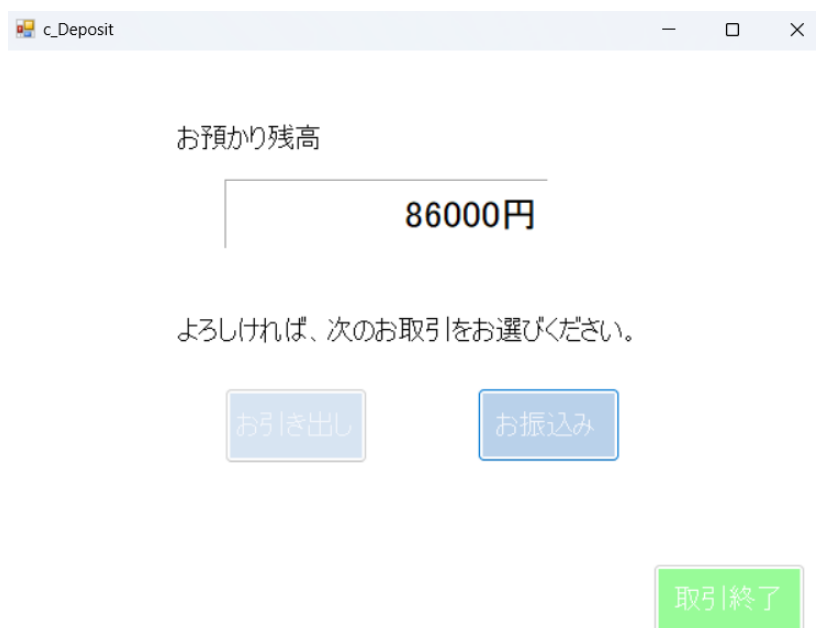 c_Deposit
お預かり残高
86000円
よろしければ、次のお取引をお選びください。
お引き出し
お振込み
取引終了